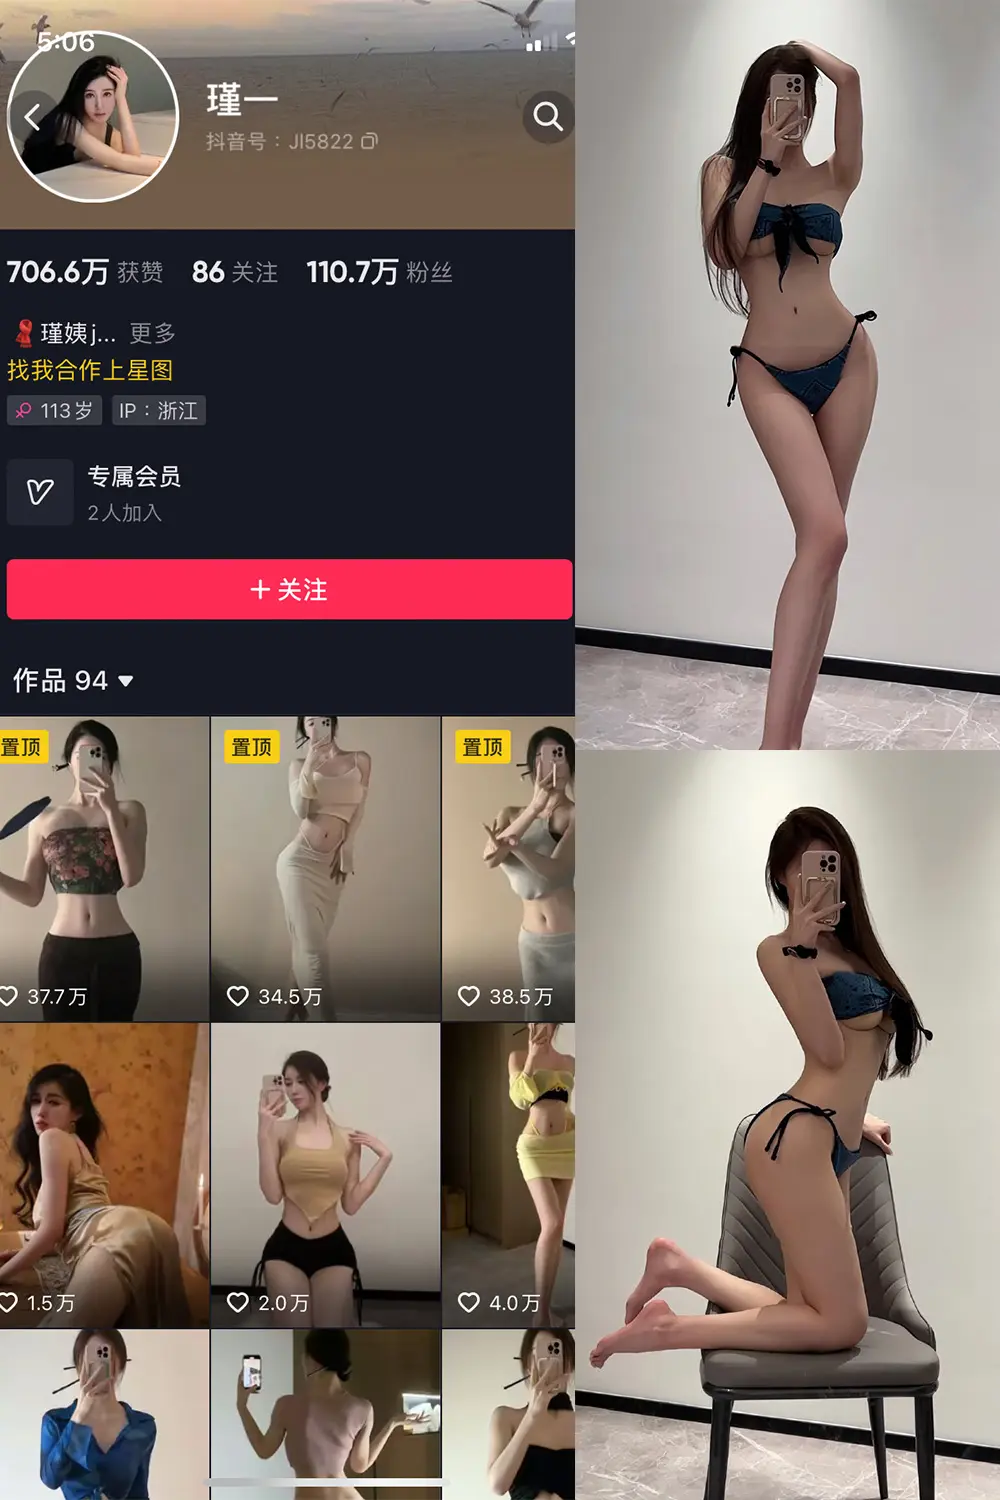 5:06
瑾一
抖音号：JI5822
706.6万 获赞 86 关注 110.7万 粉丝
瑾姨j... 更多
找我合作上星图
113岁 IP：浙江
专属会员
2人加入
+ 关注
作品 94
置顶 置顶 置顶
37.7万 34.5万 38.5万
1.5万 2.0万 4.0万